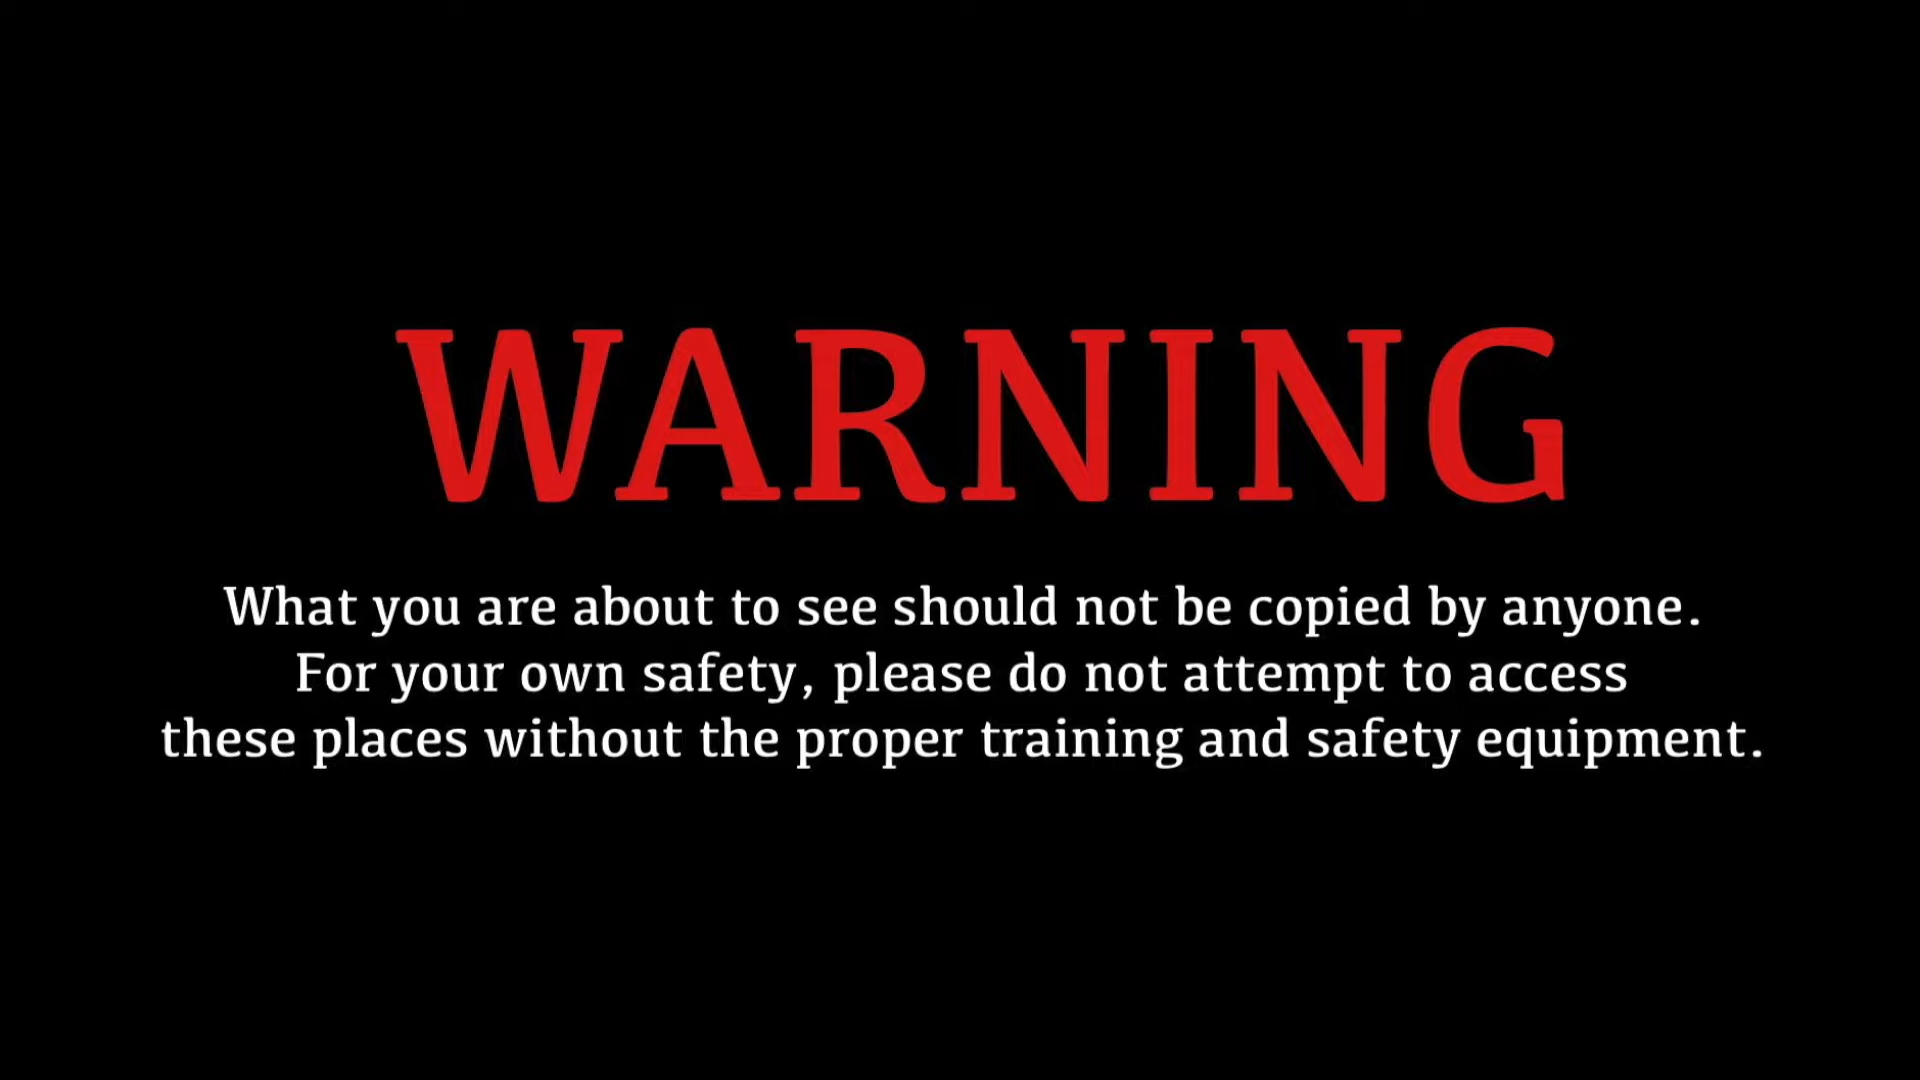 WARNING
What you are about to see should not be copied by anyone.
For your own safety, please do not attempt to access
these places without the proper training and safety equipment.